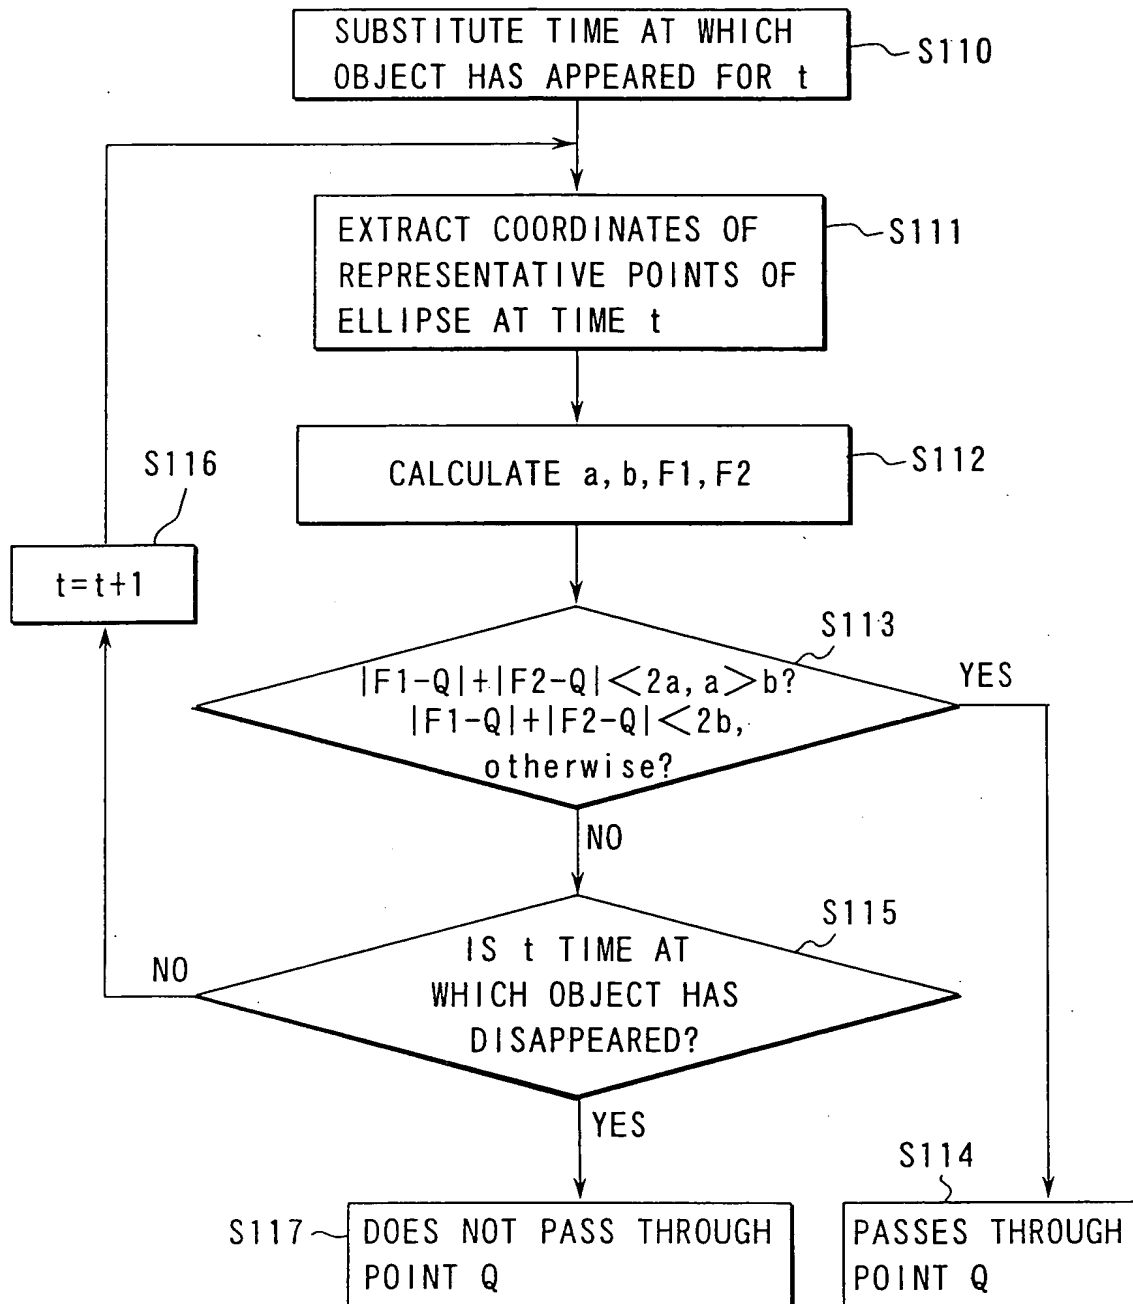 SUBSTITUTE TIME AT WHICH
OBJECT HAS APPEARED FOR t
S110
EXTRACT COORDINATES OF
REPRESENTATIVE POINTS OF
ELLIPSE AT TIME t
S111
CALCULATE a, b, F1, F2
S112
S116
t=t+1
S113
|F1-Q|+|F2-Q|<2a, a>b?
|F1-Q|+|F2-Q|<2b,
otherwise?
YES
NO
S115
IS t TIME AT
WHICH OBJECT HAS
DISAPPEARED?
NO
YES
S114
S117
DOES NOT PASS THROUGH
POINT Q
PASSES THROUGH
POINT Q